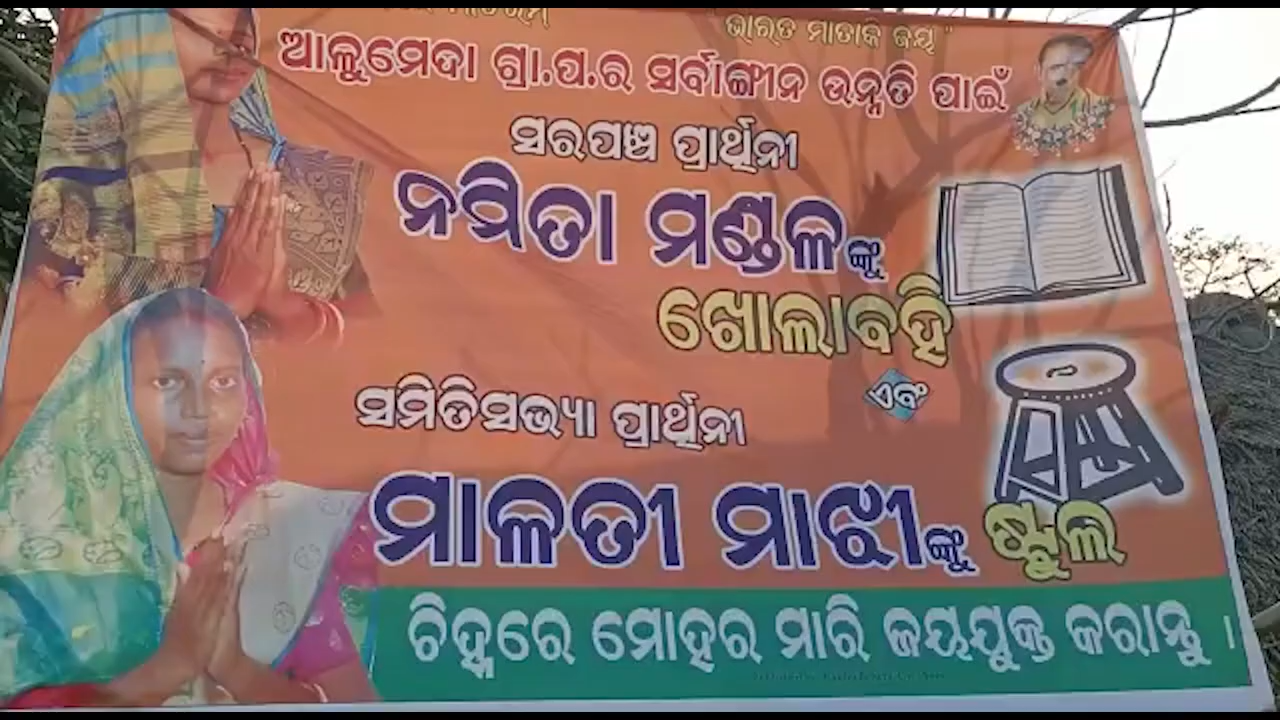 ଭାରତ ମାତାକି ଜୟ "
ଆଳୁମେଦା ଗ୍ରା.ପ.ର ସର୍ବାଙ୍ଗୀନ ଉନ୍ନତି ପାଇଁ
ସରପଞ୍ଚ ପ୍ରାର୍ଥିନୀ
ନମିତା ମଣ୍ଡଳଙ୍କୁ
ଖୋଲାବହି
ଏବଂ
ସମିତିସଭ୍ୟା ପ୍ରାର୍ଥିନୀ
ମାଳତୀ ମାଝୀଙ୍କୁ ଷ୍ଟୁଲ
ଚିହ୍ନରେ ମୋହର ମାରି ଜୟଯୁକ୍ତ କରାନ୍ତୁ ।